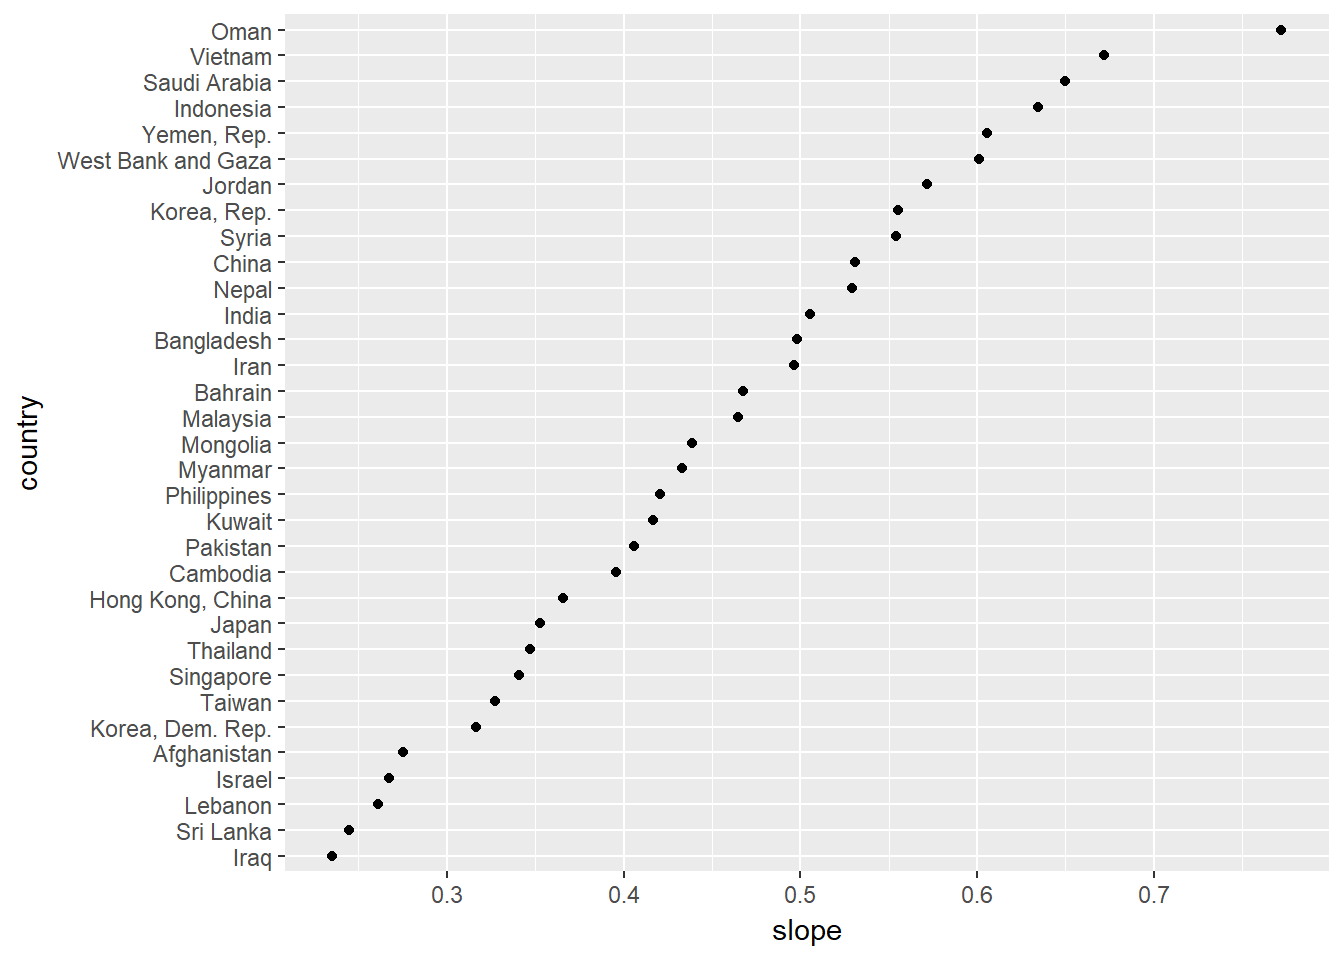 Oman
Vietnam
Saudi Arabia
Indonesia
Yemen, Rep.
West Bank and Gaza
Jordan
Korea, Rep.
Syria
China
Nepal
India
Bangladesh
Iran
Bahrain
Malaysia
Mongolia
Myanmar
Philippines
Kuwait
Pakistan
Cambodia
Hong Kong, China
Japan
Thailand
Singapore
Taiwan
Korea, Dem. Rep.
Afghanistan
Israel
Lebanon
Sri Lanka
Iraq
country
0.3 0.4 0.5 0.6 0.7
slope